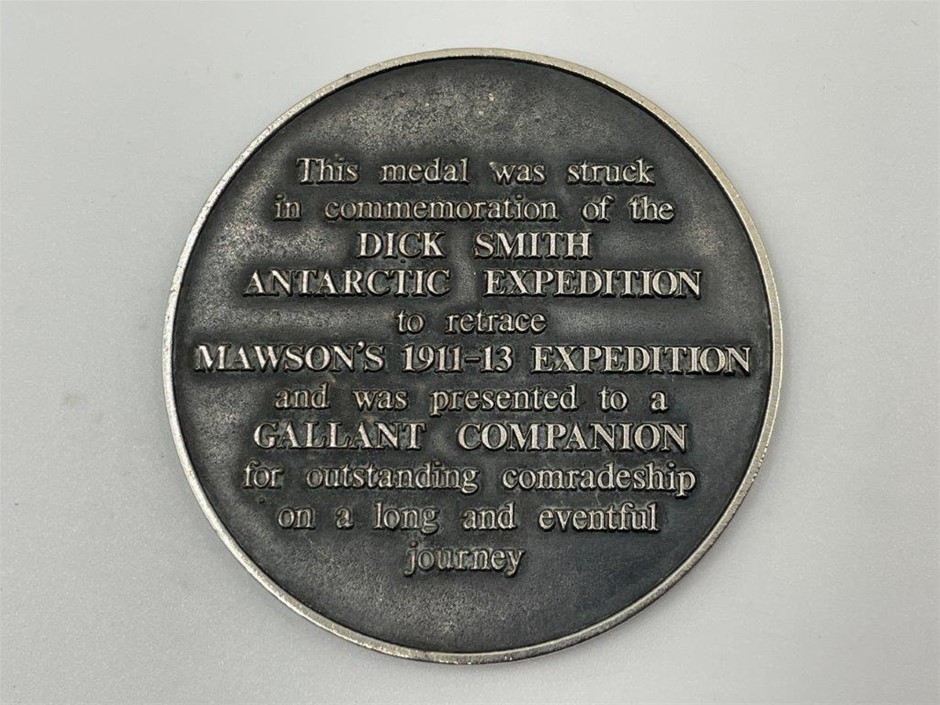 This medal was struck
in commemoration of the
DICK SMITH
ANTARCTIC EXPEDITION
to retrace
MAWSON'S 1911-13 EXPEDITION
and was presented to a
GALLANT COMPANION
for outstanding comradeship
on a long and eventful
journey